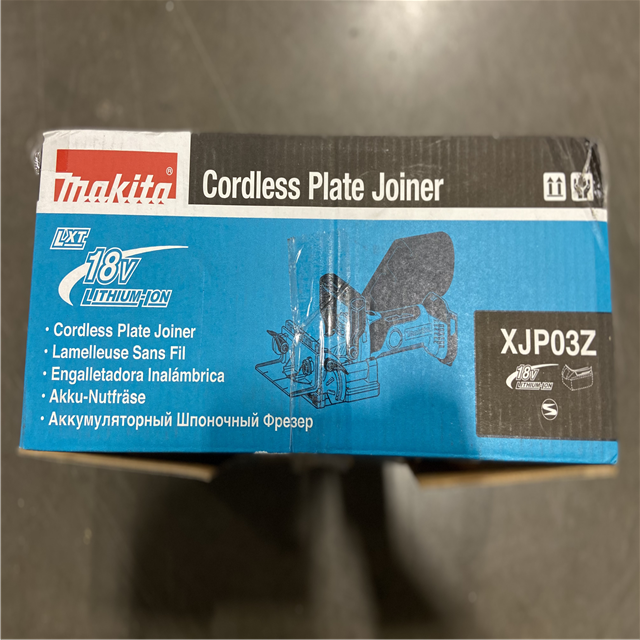 makita®
Cordless Plate Joiner
LXT
18V
LITHIUM-ION
· Cordless Plate Joiner
· Lamelleuse Sans Fil
· Engalletadora Inalámbrica
· Akku-Nutfräse
· Аккумуляторный Шпоночный Фрезер
XJP03Z
18V
LITHIUM-ION
S